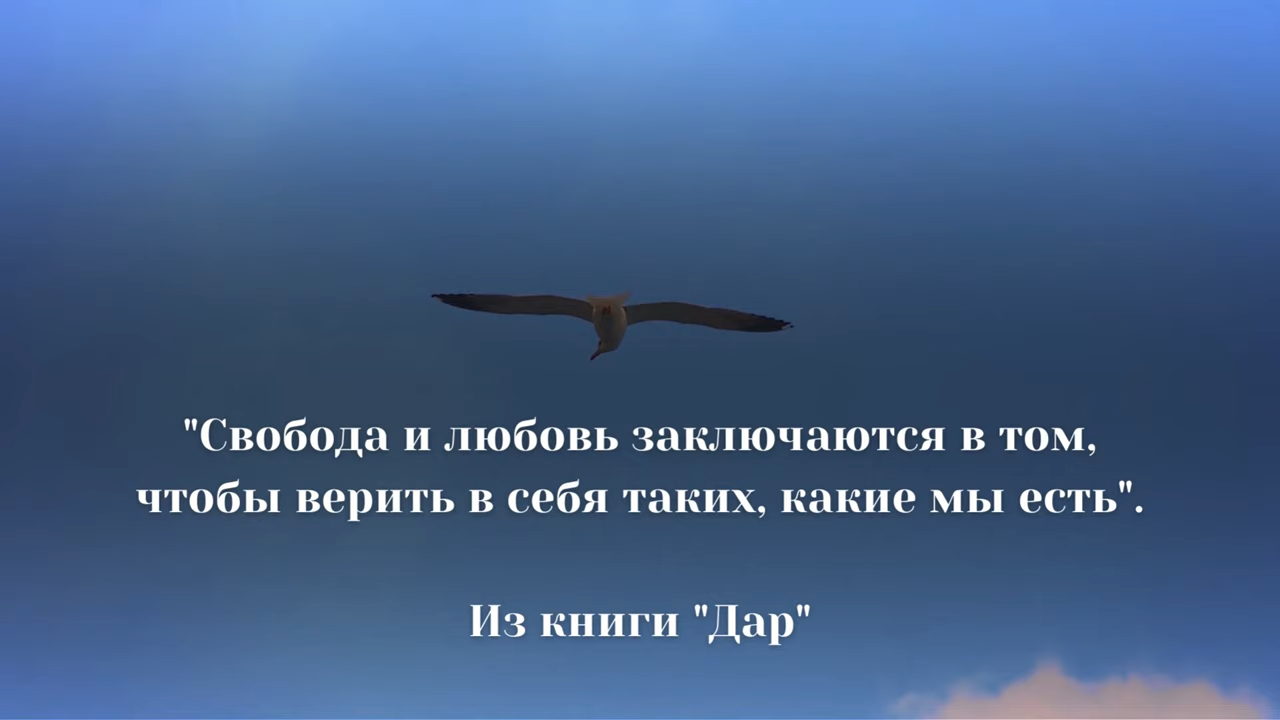 "Свобода и любовь заключаются в том,
чтобы верить в себя таких, какие мы есть".
Из книги "Дар"